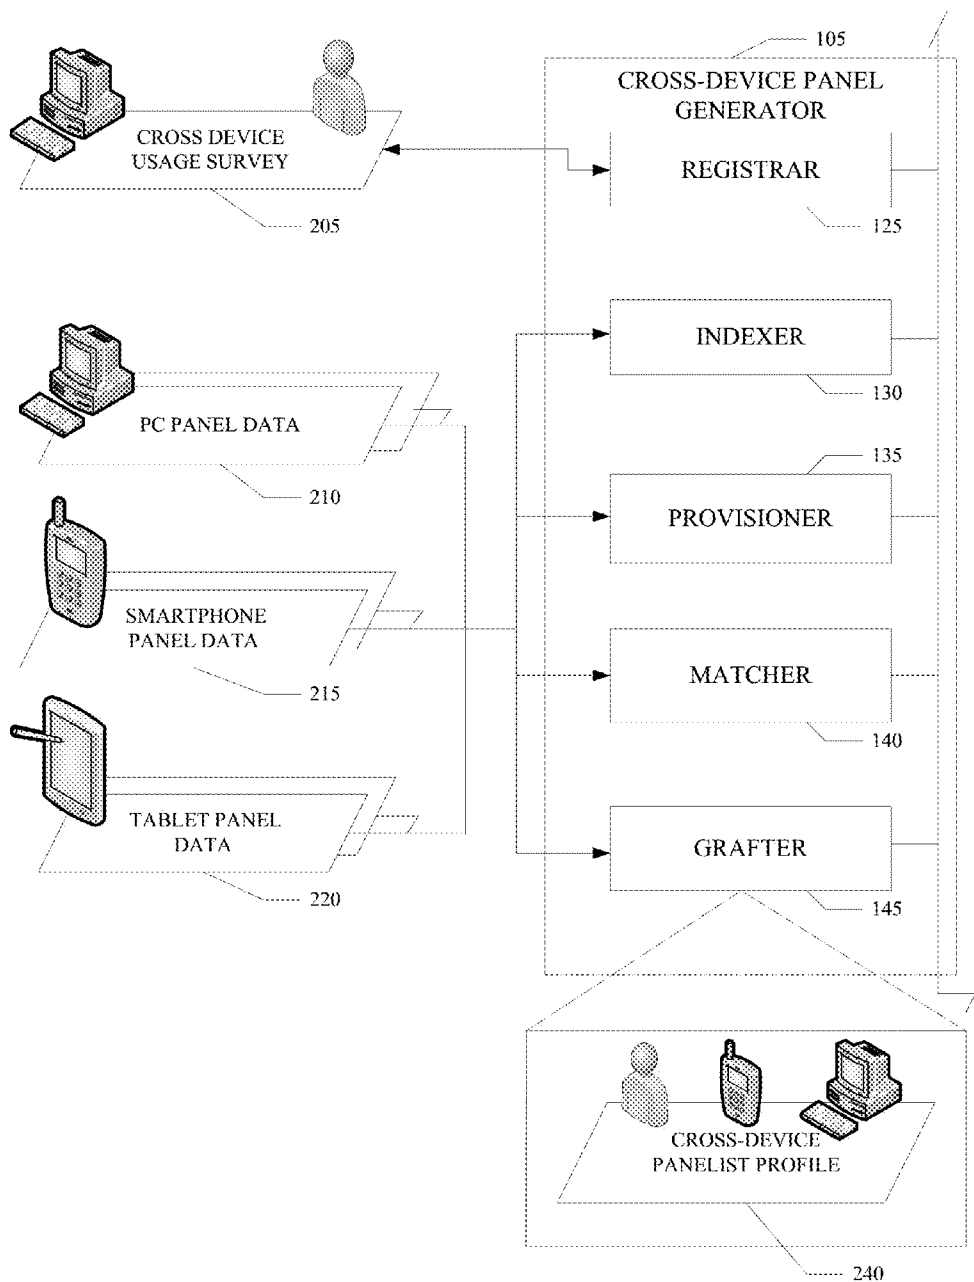 105
CROSS-DEVICE PANEL
GENERATOR
CROSS DEVICE
USAGE SURVEY
205
REGISTRAR
125
INDEXER
130
PC PANEL DATA
210
135
PROVISIONER
SMARTPHONE
PANEL DATA
215
MATCHER
140
TABLET PANEL
DATA
220
GRAFTER
145
CROSS-DEVICE
PANELIST PROFILE
240